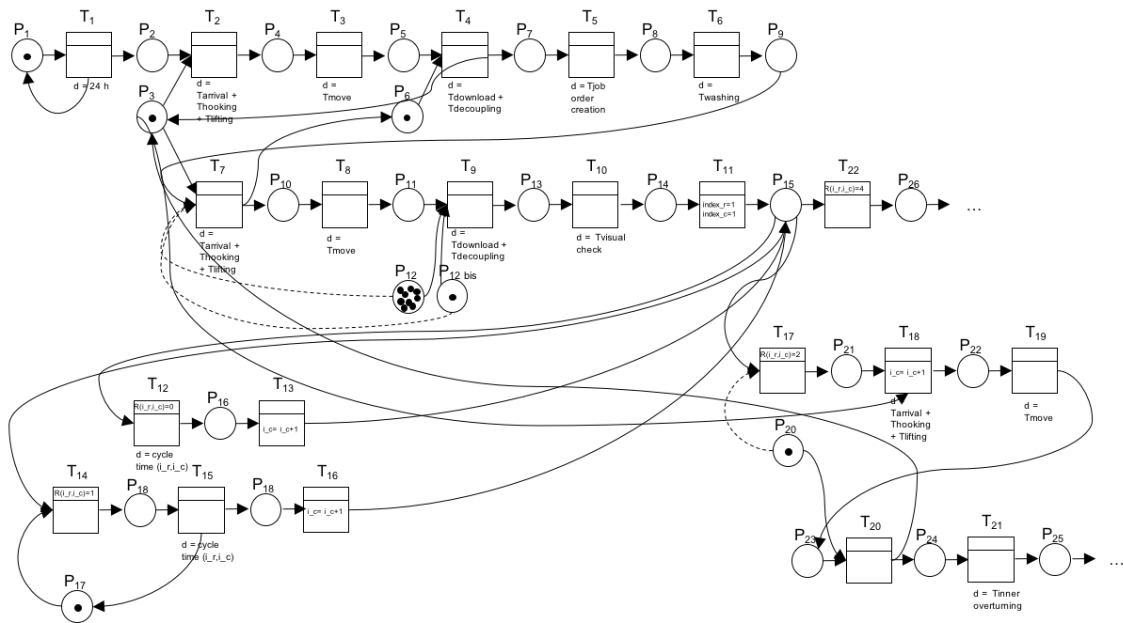 P1 T1 P2 T2 P4 T3 P5 T4 P7 T5 P8 T6 P9
d = 24 h
d =
Tarrival +
Thooking
+ Tlifting
d =
Tmove
d =
Tdownload +
Tdecoupling
d = Tjob
order
creation
d =
Twashing
P3 P6
T7 P10 T8 P11 T9 P13 T10 P14 T11 P15 T22 P26
index_r=1
index_c=1
R(i_r,i_c)=4
...
d =
Tarrival +
Thooking
+ Tlifting
d =
Tmove
d =
Tdownload +
Tdecoupling
d = Tvisual
check
P12 P12 bis
T17 P21 T18 P22 T19
R(i_r,i_c)=2
i_c= i_c+1
d
Tarrival +
Thooking
+ Tlifting
d =
Tmove
T12 P16 T13
R(i_r,i_c)=0
i_c= i_c+1
d = cycle
time (i_r,i_c)
P20
T14 P18 T15 P18 T16
R(i_r,i_c)=1
i_c= i_c+1
d = cycle
time (i_r,i_c)
P23 T20 P24 T21 P25
...
d = Tinner
overturning
P17